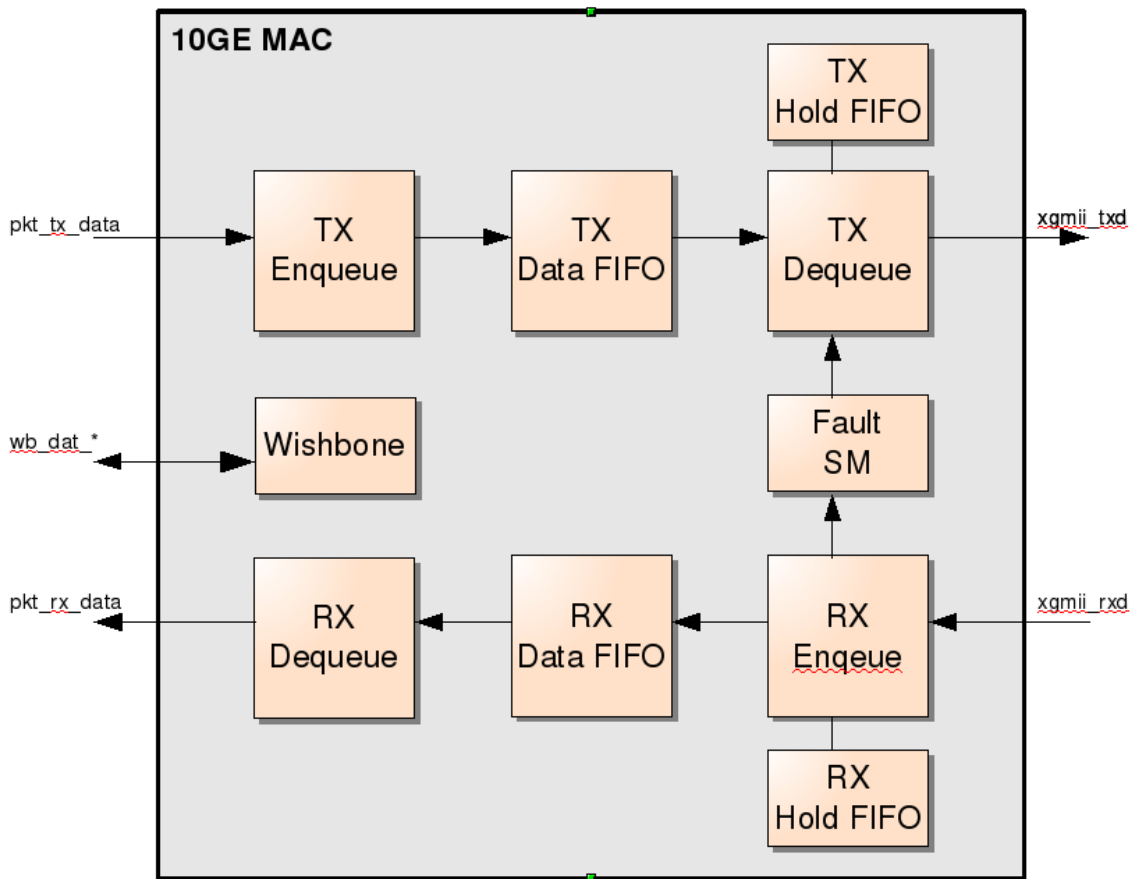 10GE MAC
TX
Hold FIFO
pkt_tx_data
TX
Enqueue
TX
Data FIFO
TX
Dequeue
xgmii_txd
wb_dat_*
Wishbone
Fault
SM
pkt_rx_data
RX
Dequeue
RX
Data FIFO
RX
Enqeue
xgmii_rxd
RX
Hold FIFO